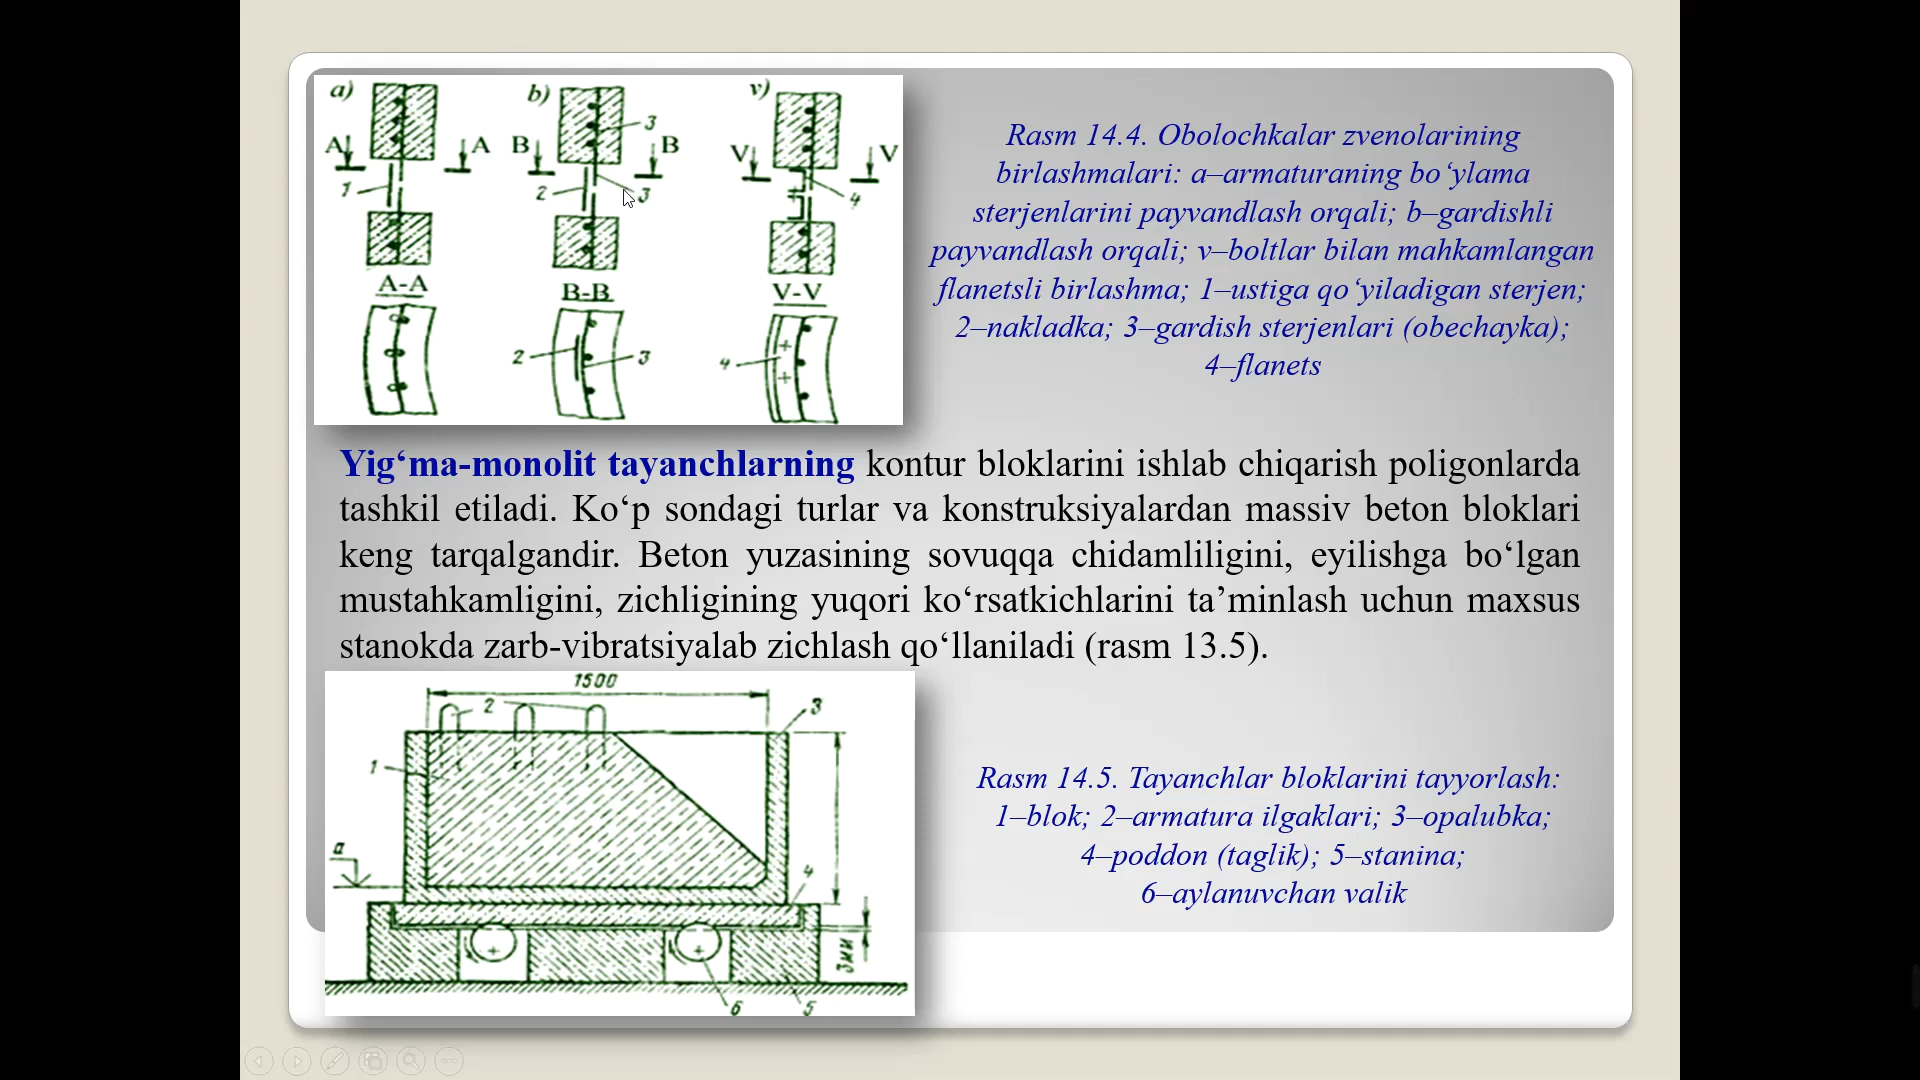 a) b) v)
3
A A B B V V
1 2 3 4
A-A B-B V-V
2 3 4
Rasm 14.4. Obolochkalar zvenolarining
birlashmalari: a–armaturaning bo‘ylama
sterjenlarini payvandlash orqali; b–gardishli
payvandlash orqali; v–boltlar bilan mahkamlangan
flanetsli birlashma; 1–ustiga qo‘yiladigan sterjen;
2–nakladka; 3–gardish sterjenlari (obechayka);
4–flanets
Yig‘ma-monolit tayanchlarning kontur bloklarini ishlab chiqarish poligonlarda
tashkil etiladi. Ko‘p sondagi turlar va konstruksiyalardan massiv beton bloklari
keng tarqalgandir. Beton yuzasining sovuqqa chidamliligini, eyilishga bo‘lgan
mustahkamligini, zichligining yuqori ko‘rsatkichlarini ta’minlash uchun maxsus
stanokda zarb-vibratsiyalab zichlash qo‘llaniladi (rasm 13.5).
1500
2 3
1
a
4
3мм
6 5
Rasm 14.5. Tayanchlar bloklarini tayyorlash:
1–blok; 2–armatura ilgaklari; 3–opalubka;
4–poddon (taglik); 5–stanina;
6–aylanuvchan valik